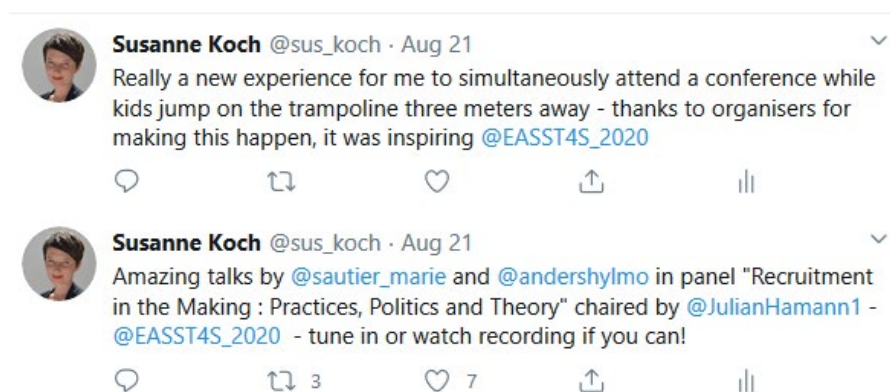 Susanne Koch @sus_koch · Aug 21
Really a new experience for me to simultaneously attend a conference while
kids jump on the trampoline three meters away - thanks to organisers for
making this happen, it was inspiring @EASST4S_2020
Susanne Koch @sus_koch · Aug 21
Amazing talks by @sautier_marie and @andershylmo in panel "Recruitment
in the Making : Practices, Politics and Theory" chaired by @JulianHamann1 -
@EASST4S_2020 - tune in or watch recording if you can!
3 7